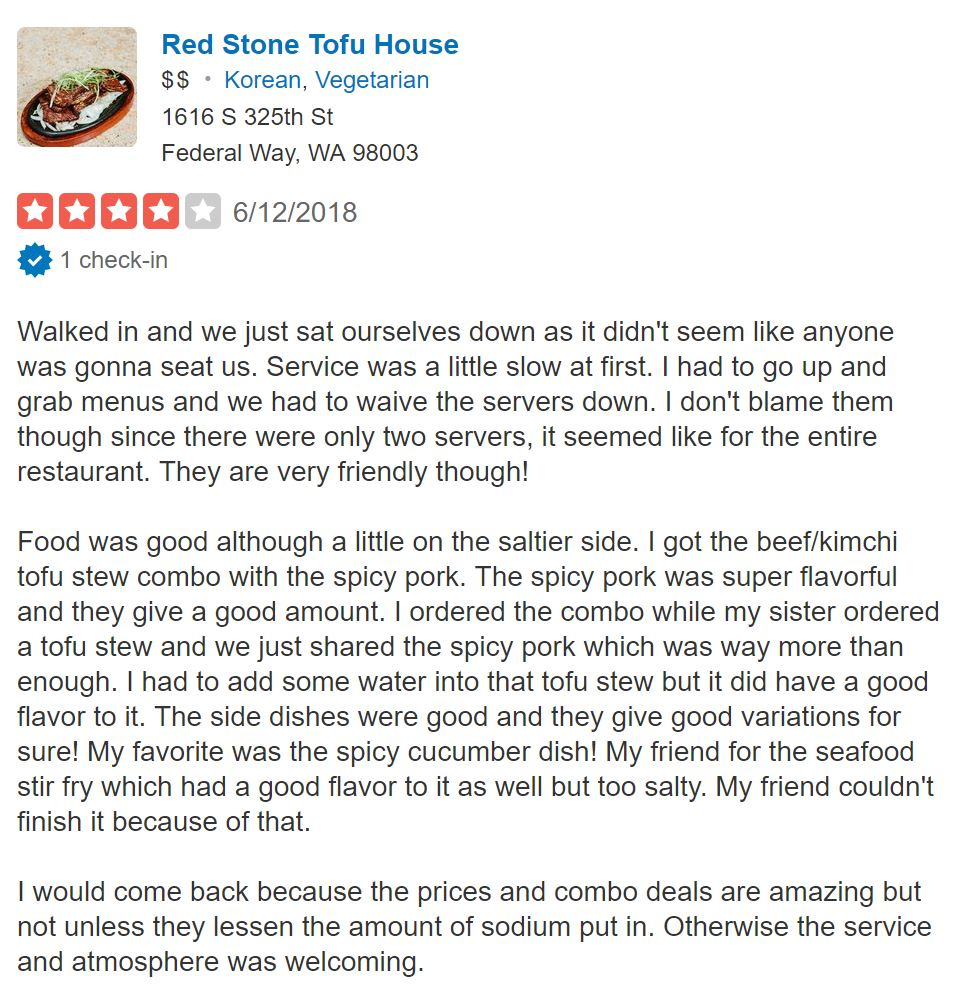 Red Stone Tofu House
$$ • Korean, Vegetarian
1616 S 325th St
Federal Way, WA 98003
6/12/2018
1 check-in
Walked in and we just sat ourselves down as it didn't seem like anyone
was gonna seat us. Service was a little slow at first. I had to go up and
grab menus and we had to waive the servers down. I don't blame them
though since there were only two servers, it seemed like for the entire
restaurant. They are very friendly though!
Food was good although a little on the saltier side. I got the beef/kimchi
tofu stew combo with the spicy pork. The spicy pork was super flavorful
and they give a good amount. I ordered the combo while my sister ordered
a tofu stew and we just shared the spicy pork which was way more than
enough. I had to add some water into that tofu stew but it did have a good
flavor to it. The side dishes were good and they give good variations for
sure! My favorite was the spicy cucumber dish! My friend for the seafood
stir fry which had a good flavor to it as well but too salty. My friend couldn't
finish it because of that.
I would come back because the prices and combo deals are amazing but
not unless they lessen the amount of sodium put in. Otherwise the service
and atmosphere was welcoming.